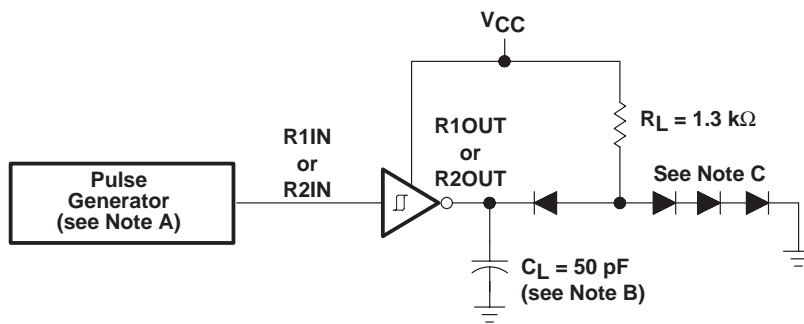 VCC
R1IN
or
R2IN
R1OUT
or
R2OUT
RL = 1.3 kΩ
See Note C
Pulse
Generator
(see Note A)
CL = 50 pF
(see Note B)